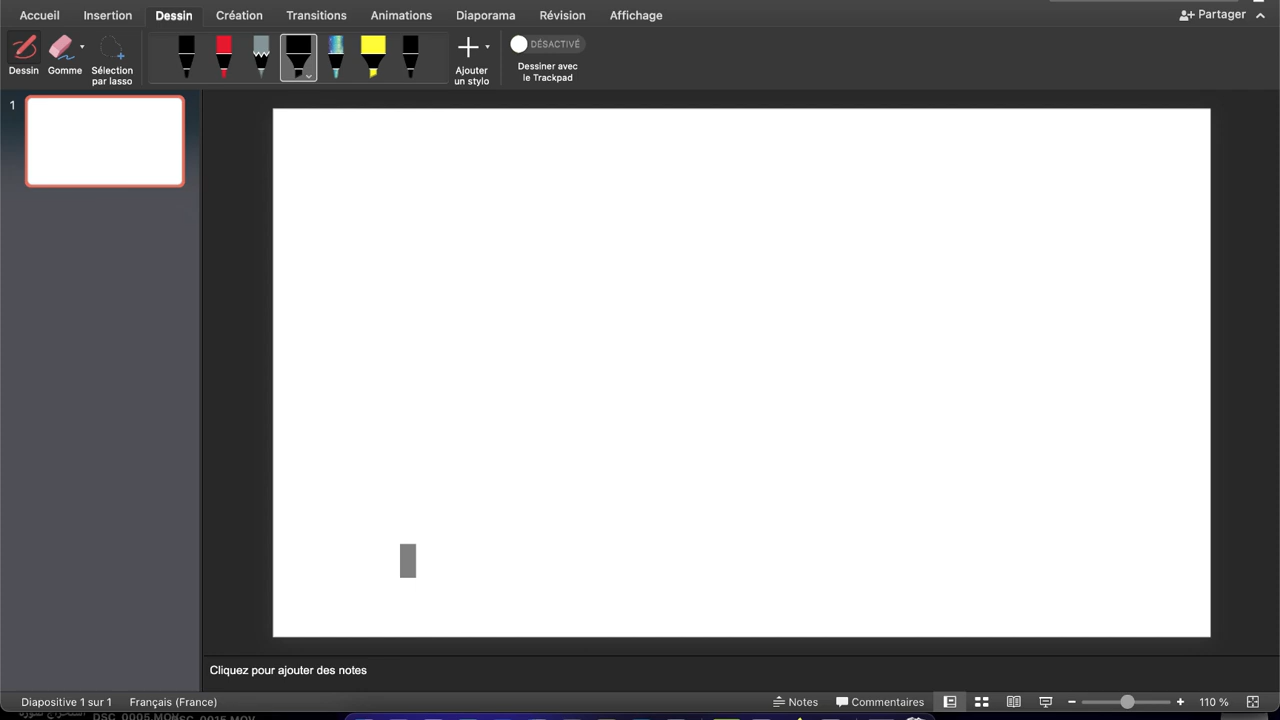 Accueil Insertion Dessin Création Transitions Animations Diaporama Révision Affichage Partager
Dessin Gomme Sélection par lasso
Ajouter un stylo
DÉSACTIVÉ
Dessiner avec le Trackpad
1
Cliquez pour ajouter des notes
Diapositive 1 sur 1 Français (France) Notes Commentaires 110 %